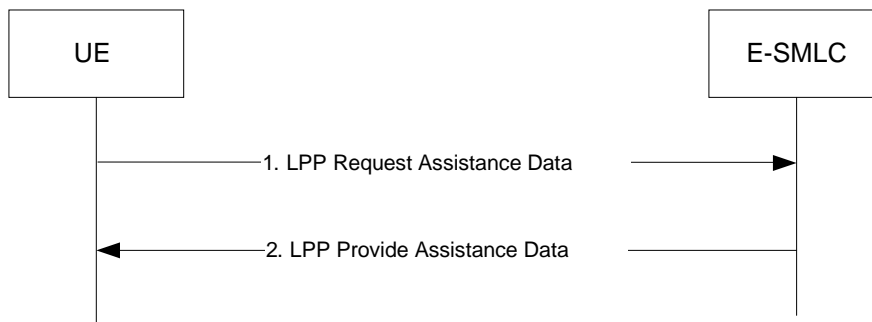 UE
E-SMLC
1. LPP Request Assistance Data
2. LPP Provide Assistance Data